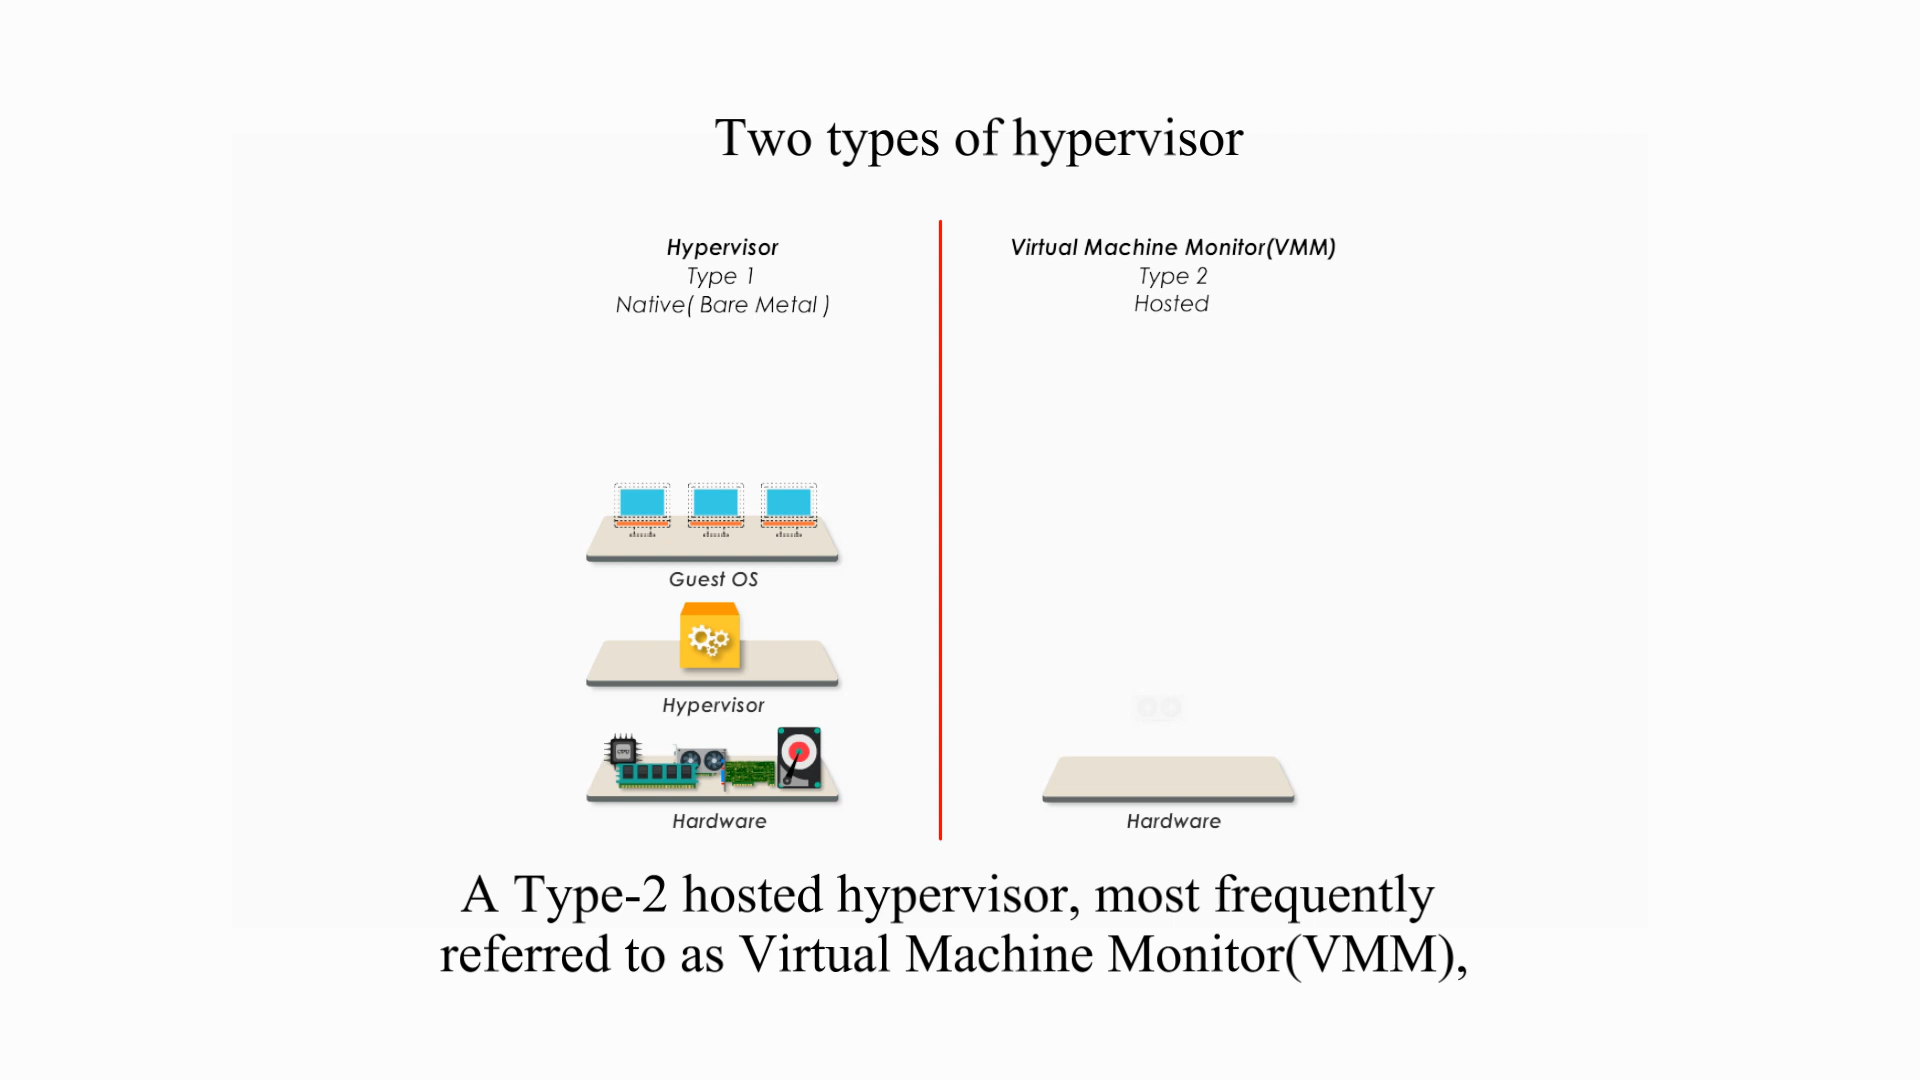 Two types of hypervisor
Hypervisor
Type 1
Native( Bare Metal )
Virtual Machine Monitor(VMM)
Type 2
Hosted
Guest OS
Hypervisor
CPU
Hardware
Hardware
A Type-2 hosted hypervisor, most frequently
referred to as Virtual Machine Monitor(VMM),